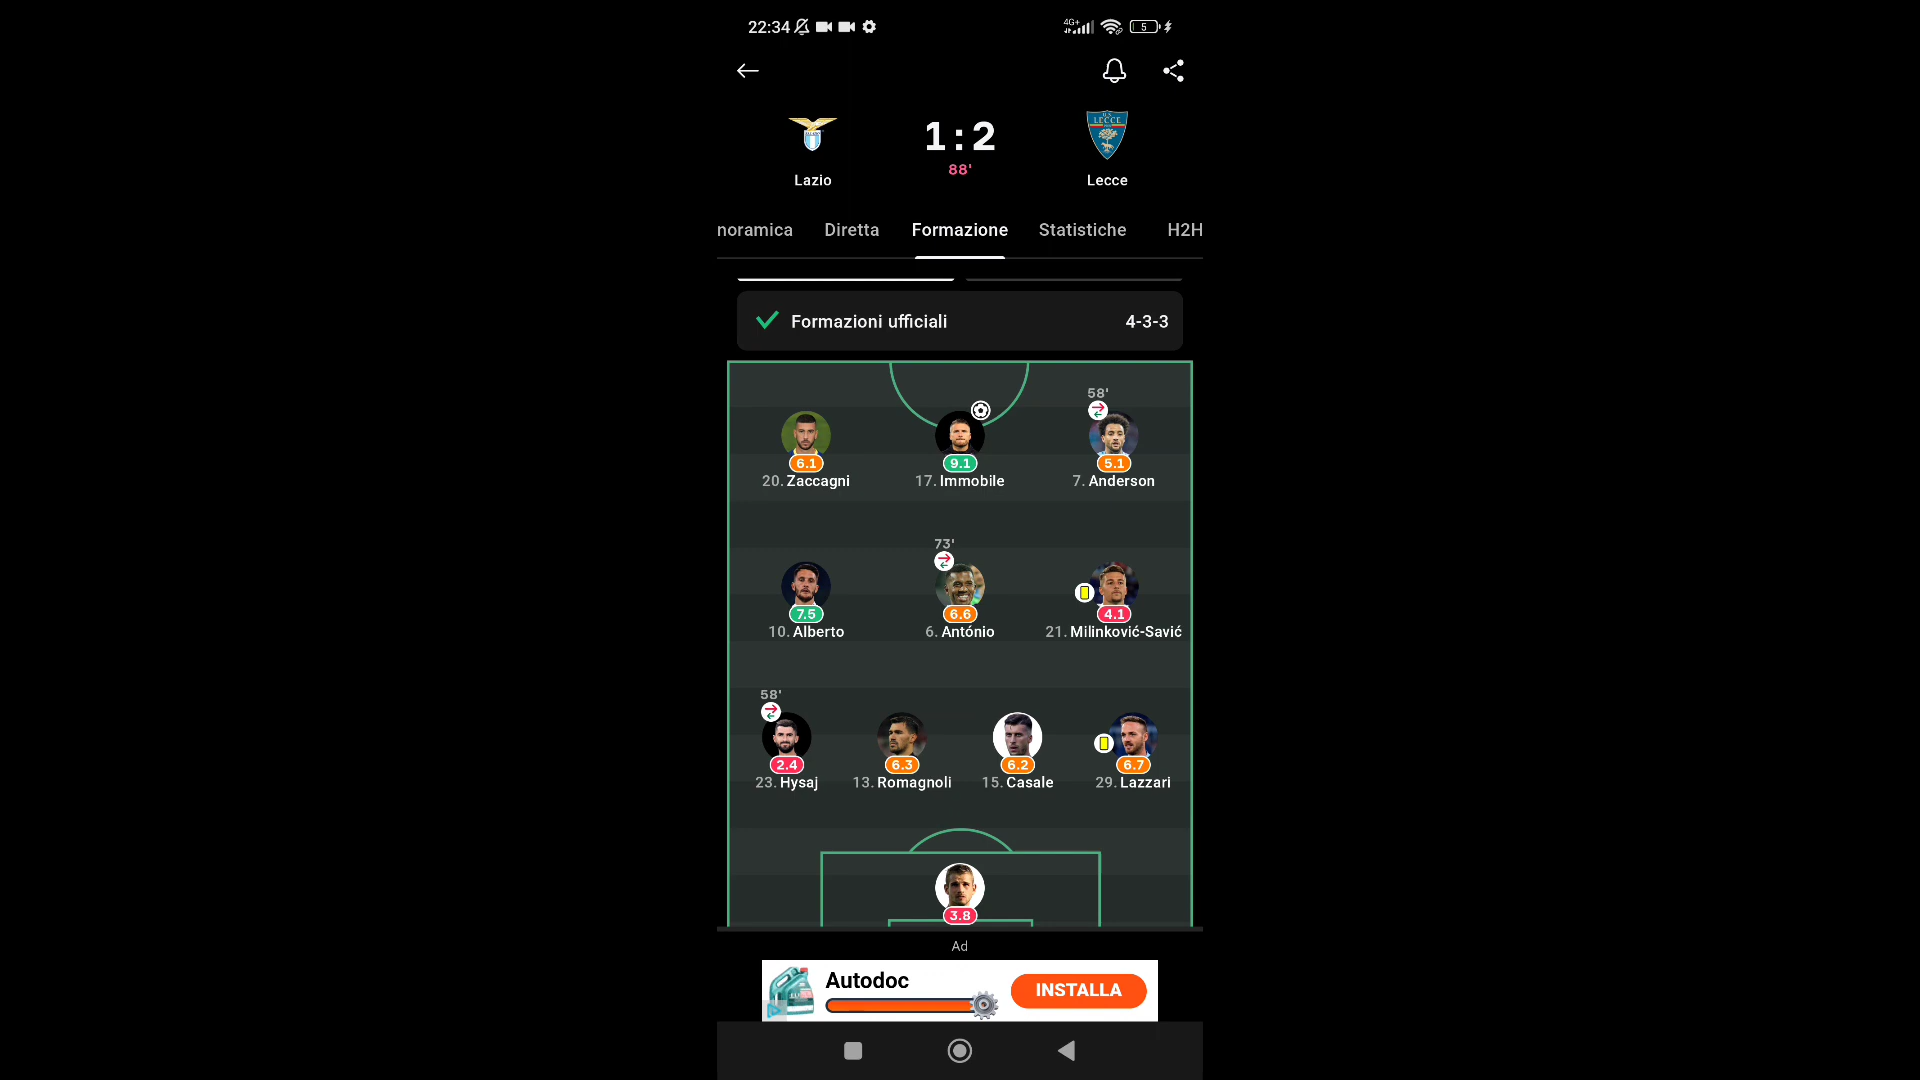 22:34
4G+
5
1:2
88'
Lazio
Lecce
LECCE
noramica
Diretta
Formazione
Statistiche
H2H
Formazioni ufficiali
4-3-3
58'
6.1
9.1
5.1
20. Zaccagni
17. Immobile
7. Anderson
73'
7.5
6.6
4.1
10. Alberto
6. António
21. Milinković-Savić
58'
2.4
6.3
6.2
6.7
23. Hysaj
13. Romagnoli
15. Casale
29. Lazzari
3.8
Ad
Autodoc
INSTALLA